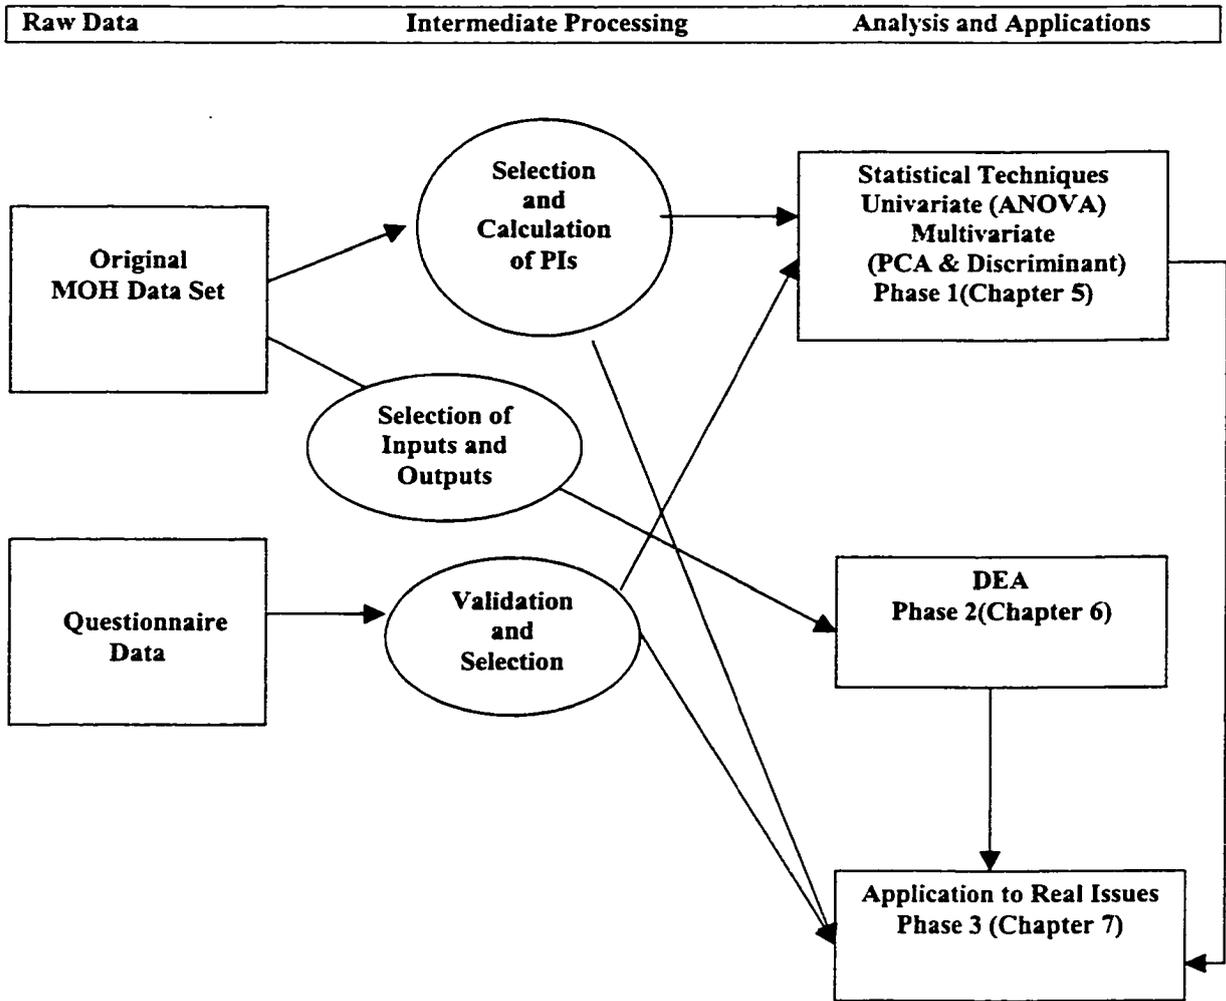 Raw Data Intermediate Processing Analysis and Applications
Selection
and
Calculation
of PIs
Statistical Techniques
Univariate (ANOVA)
Multivariate
(PCA & Discriminant)
Phase 1(Chapter 5)
Original
MOH Data Set
Selection of
Inputs and
Outputs
Questionnaire
Data
Validation
and
Selection
DEA
Phase 2(Chapter 6)
Application to Real Issues
Phase 3 (Chapter 7)